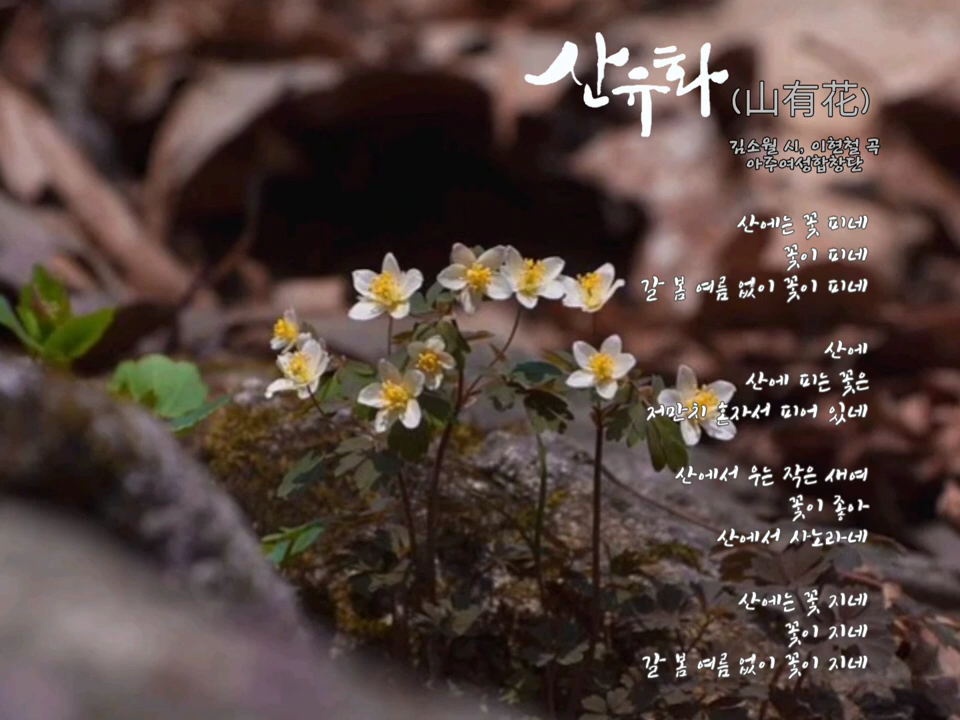 산유화 (山有花)
김소월 시, 이현철 곡
아주여성합창단
산에는 꽃 피네
꽃이 피네
갈 봄 여름 없이 꽃이 피네
산에
산에 피는 꽃은
저만치 혼자서 피어 있네
산에서 우는 작은 새여
꽃이 좋아
산에서 사노라네
산에는 꽃 지네
꽃이 지네
갈 봄 여름 없이 꽃이 지네